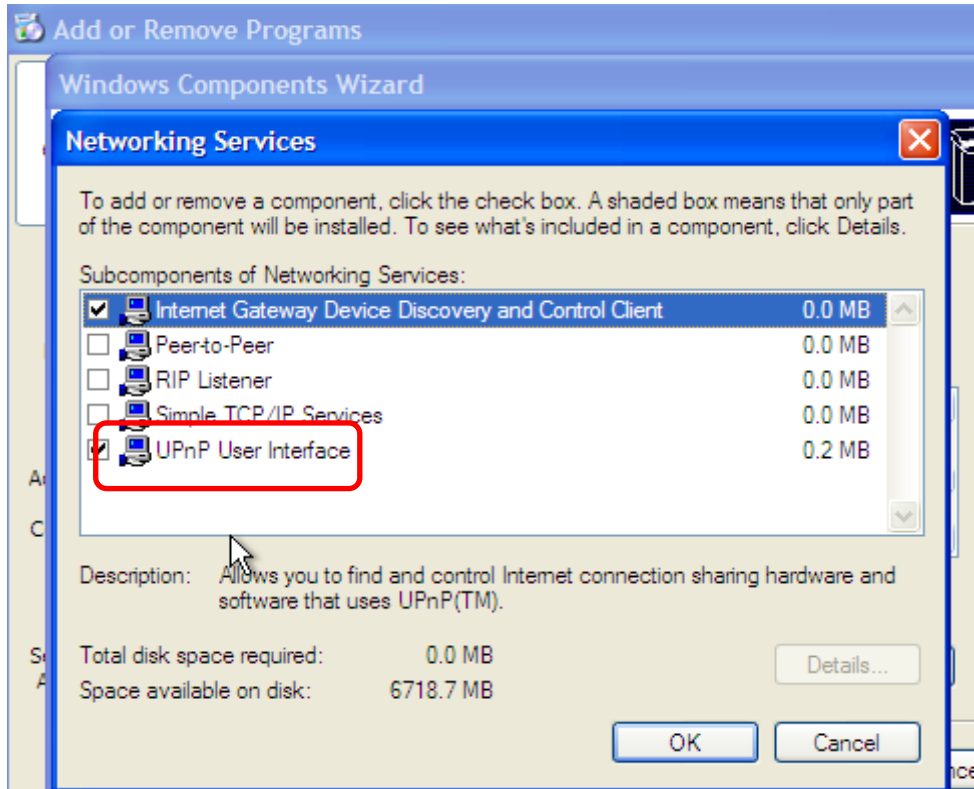 Add or Remove Programs
Windows Components Wizard
Networking Services
To add or remove a component, click the check box. A shaded box means that only part
of the component will be installed. To see what's included in a component, click Details.
Subcomponents of Networking Services:
Internet Gateway Device Discovery and Control Client 0.0 MB
Peer-to-Peer 0.0 MB
RIP Listener 0.0 MB
Simple TCP/IP Services 0.0 MB
UPnP User Interface 0.2 MB
Description: Allows you to find and control Internet connection sharing hardware and
software that uses UPnP(TM).
Total disk space required: 0.0 MB
Details...
Space available on disk: 6718.7 MB
OK Cancel